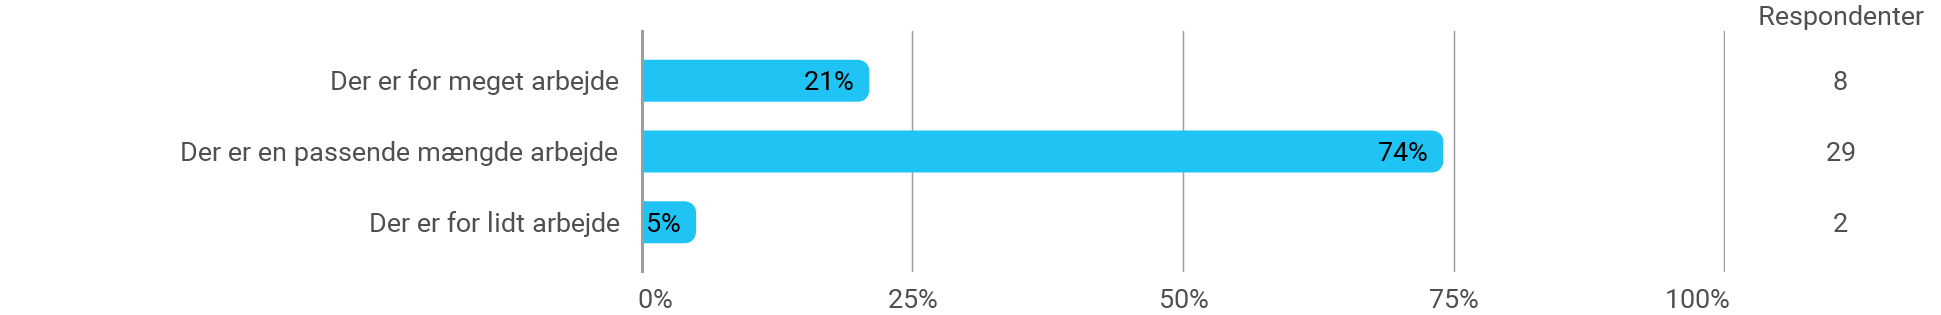 Respondenter
Der er for meget arbejde 21% 8
Der er en passende mængde arbejde 74% 29
Der er for lidt arbejde 5% 2
0% 25% 50% 75% 100%